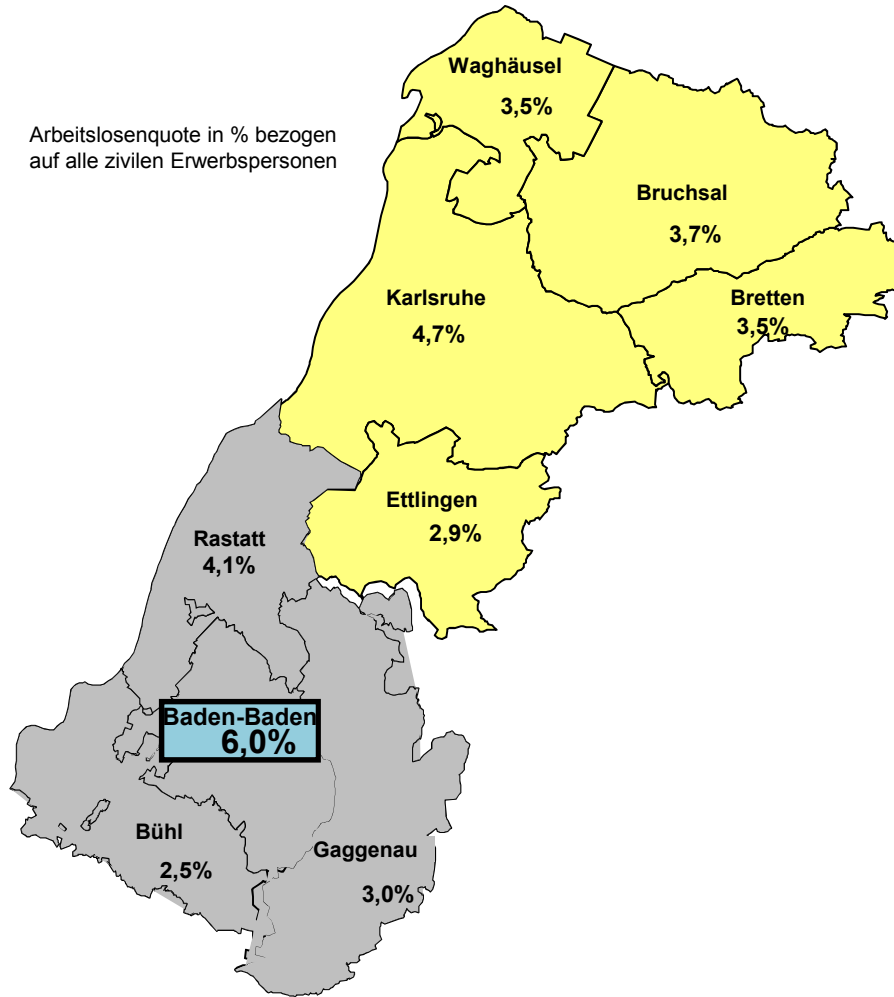 Waghäusel
3,5%
Arbeitslosenquote in % bezogen
auf alle zivilen Erwerbspersonen
Bruchsal
3,7%
Karlsruhe
4,7%
Bretten
3,5%
Ettlingen
2,9%
Rastatt
4,1%
Baden-Baden
6,0%
Bühl
2,5%
Gaggenau
3,0%